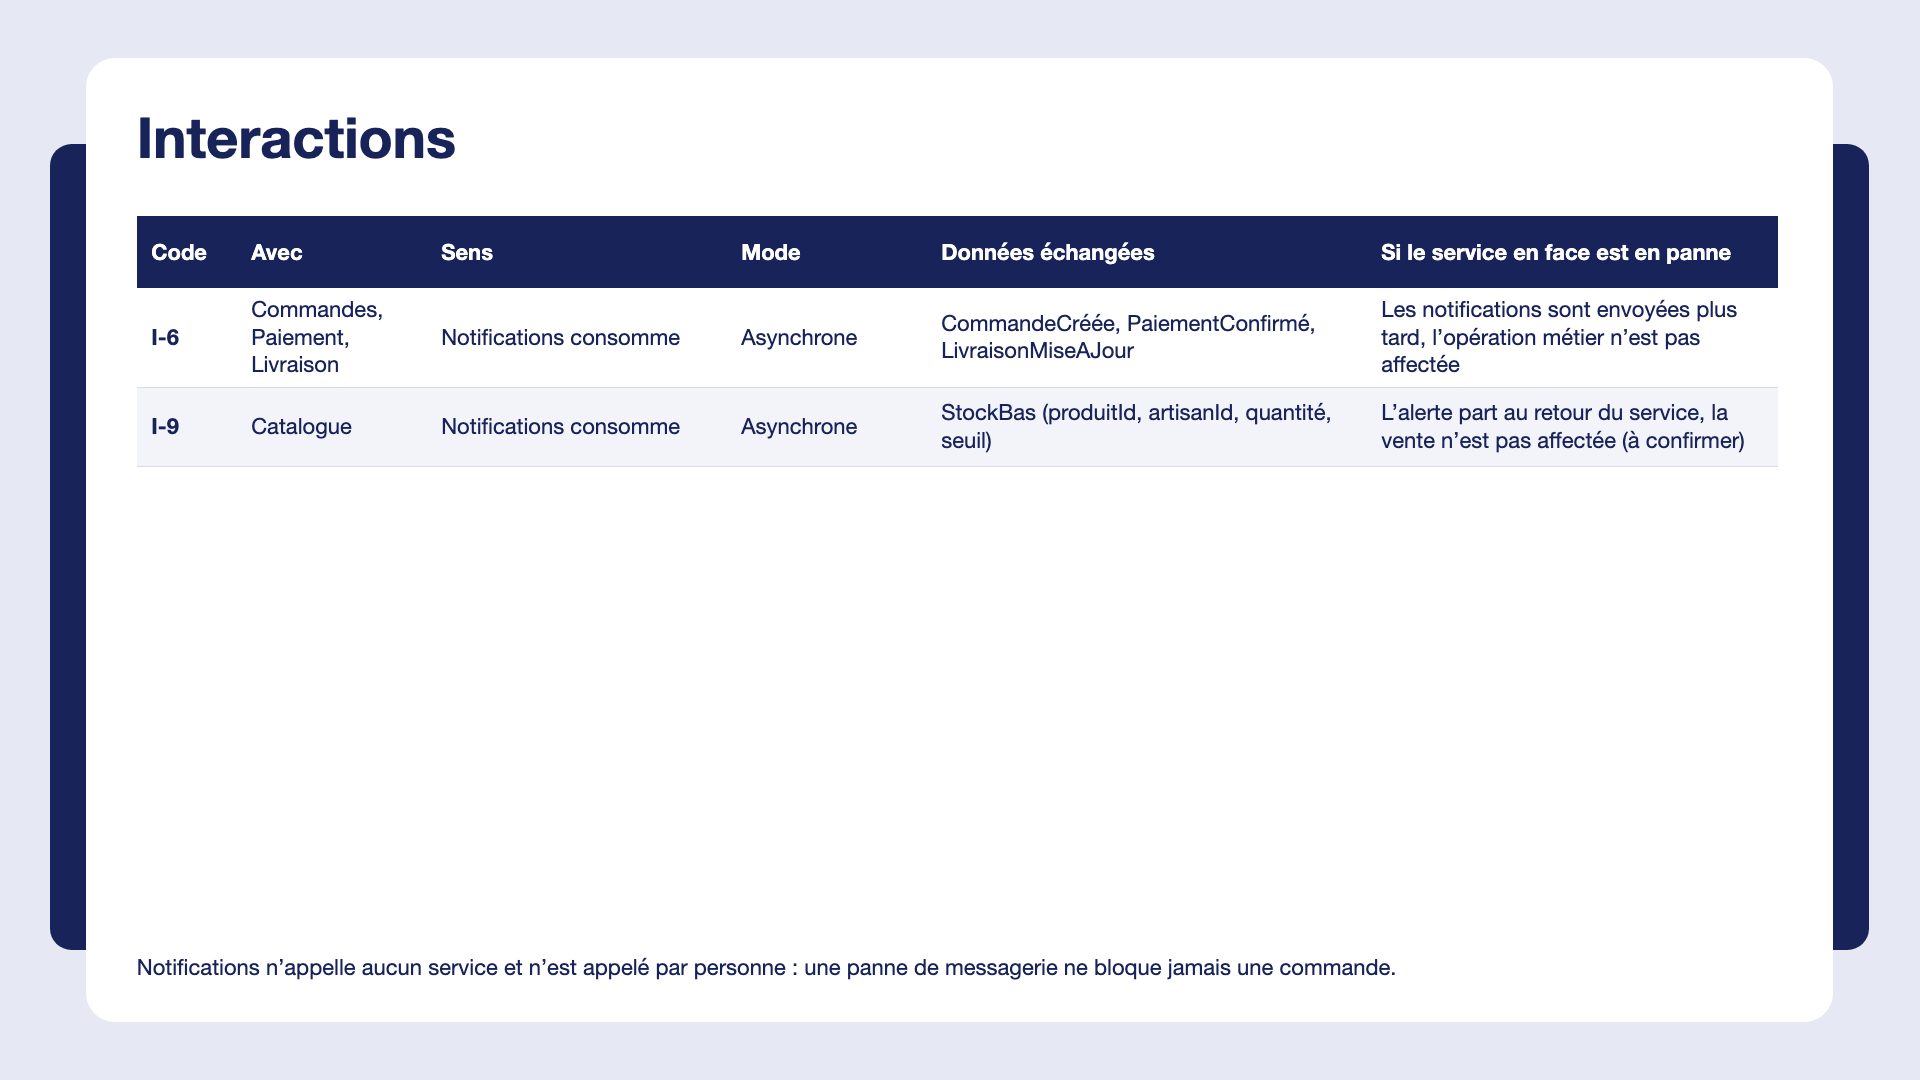 Interactions
Code Avec Sens Mode Données échangées Si le service en face est en panne
I-6
Commandes,
Paiement,
Livraison
Notifications consomme
Asynchrone
CommandeCréée, PaiementConfirmé,
LivraisonMiseAJour
Les notifications sont envoyées plus
tard, l’opération métier n’est pas
affectée
I-9
Catalogue
Notifications consomme
Asynchrone
StockBas (produitId, artisanId, quantité,
seuil)
L’alerte part au retour du service, la
vente n’est pas affectée (à confirmer)
Notifications n’appelle aucun service et n’est appelé par personne : une panne de messagerie ne bloque jamais une commande.